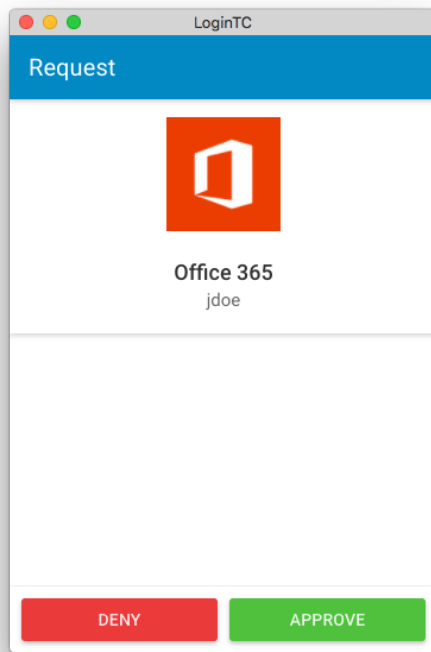 LoginTC
Request
Office 365
jdoe
DENY
APPROVE